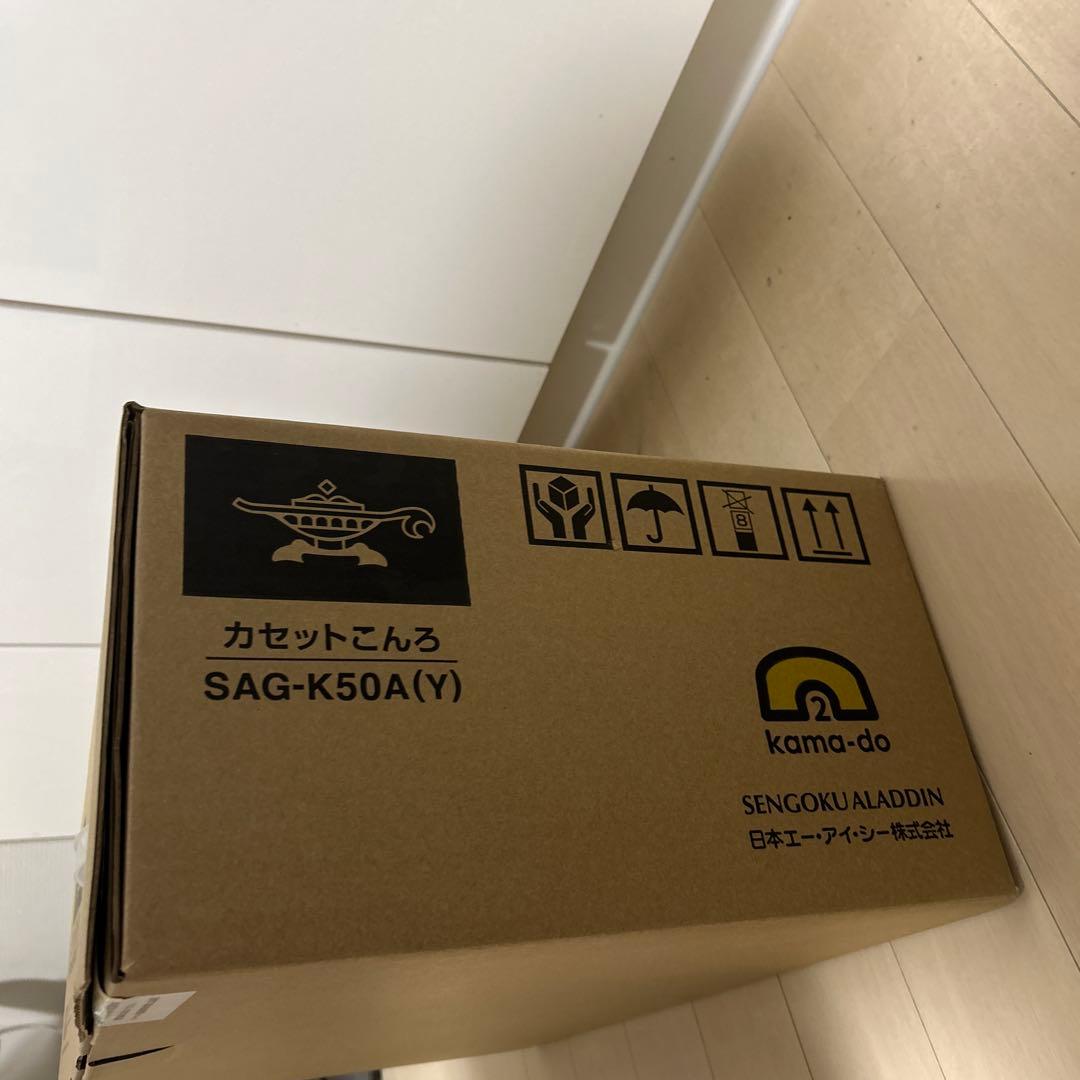 カセットこんろ
SAG-K50A(Y)
8
2
kama-do
SENGOKU ALADDIN
日本エー・アイ・シー株式会社